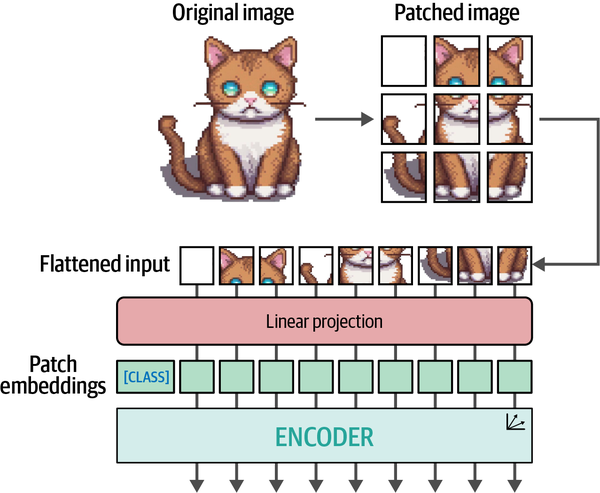 Original image
Patched image
Flattened input
Linear projection
Patch
embeddings
[CLASS]
ENCODER